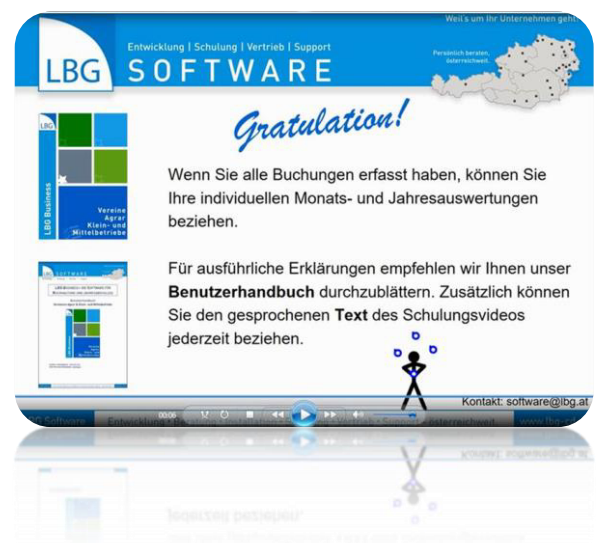 Weil's um Ihr Unternehmen geht
LBG
Entwicklung | Schulung | Vertrieb | Support
SOFTWARE
Persönlich beraten,
österreichweit.
Gratulation!
LBG
LBG Business
Vereine
Agrar
Klein- und
Mittelbetriebe
Wenn Sie alle Buchungen erfasst haben, können Sie
Ihre individuellen Monats- und Jahresauswertungen
beziehen.
SOFTWARE
Für ausführliche Erklärungen empfehlen wir Ihnen unser
Benutzerhandbuch durchzublättern. Zusätzlich können
Sie den gesprochenen Text des Schulungsvideos
jederzeit beziehen.
Kontakt: software@lbg.at
00:06